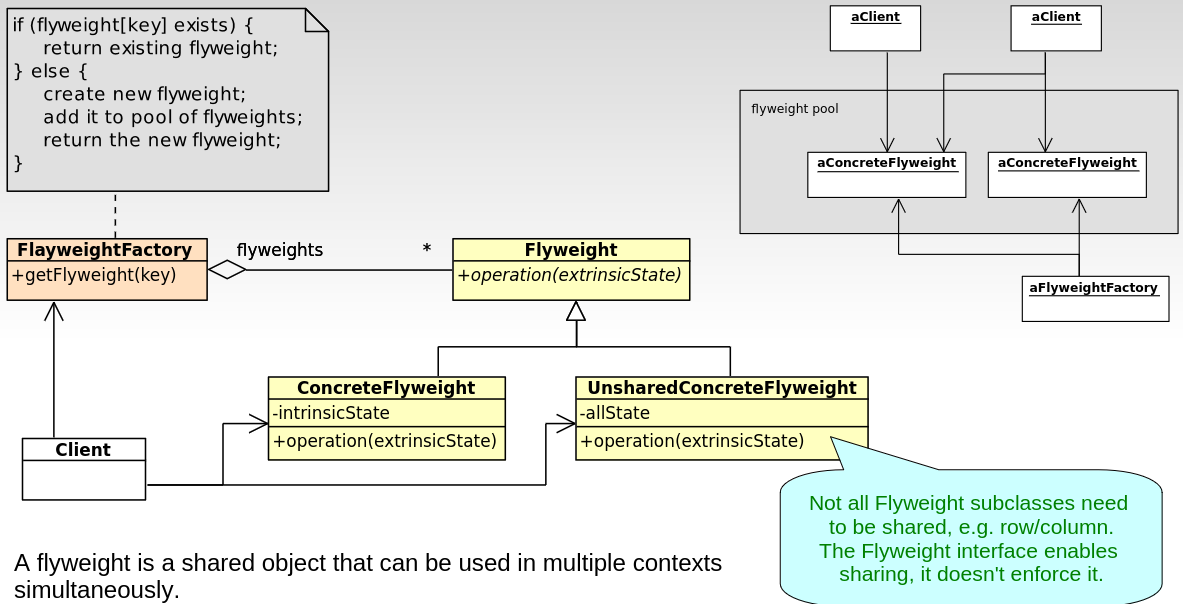 if (flyweight[key] exists) {
return existing flyweight;
} else {
create new flyweight;
add it to pool of flyweights;
return the new flyweight;
}
aClient
aClient
flyweight pool
aConcreteFlyweight
aConcreteFlyweight
aFlyweightFactory
FlayweightFactory
+getFlyweight(key)
flyweights
*
Flyweight
+operation(extrinsicState)
ConcreteFlyweight
-intrinsicState
+operation(extrinsicState)
UnsharedConcreteFlyweight
-allState
+operation(extrinsicState)
Client
Not all Flyweight subclasses need
to be shared, e.g. row/column.
The Flyweight interface enables
sharing, it doesn't enforce it.
A flyweight is a shared object that can be used in multiple contexts
simultaneously.